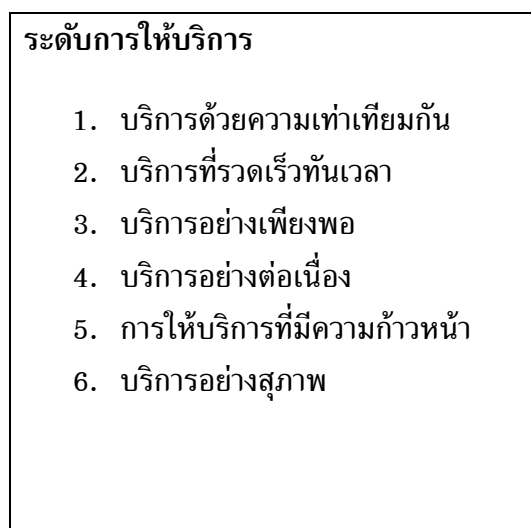 ระดับการให้บริการ
1. บริการด้วยความเท่าเทียมกัน
2. บริการที่รวดเร็วทันเวลา
3. บริการอย่างเพียงพอ
4. บริการอย่างต่อเนื่อง
5. การให้บริการที่มีความก้าวหน้า
6. บริการอย่างสุภาพ